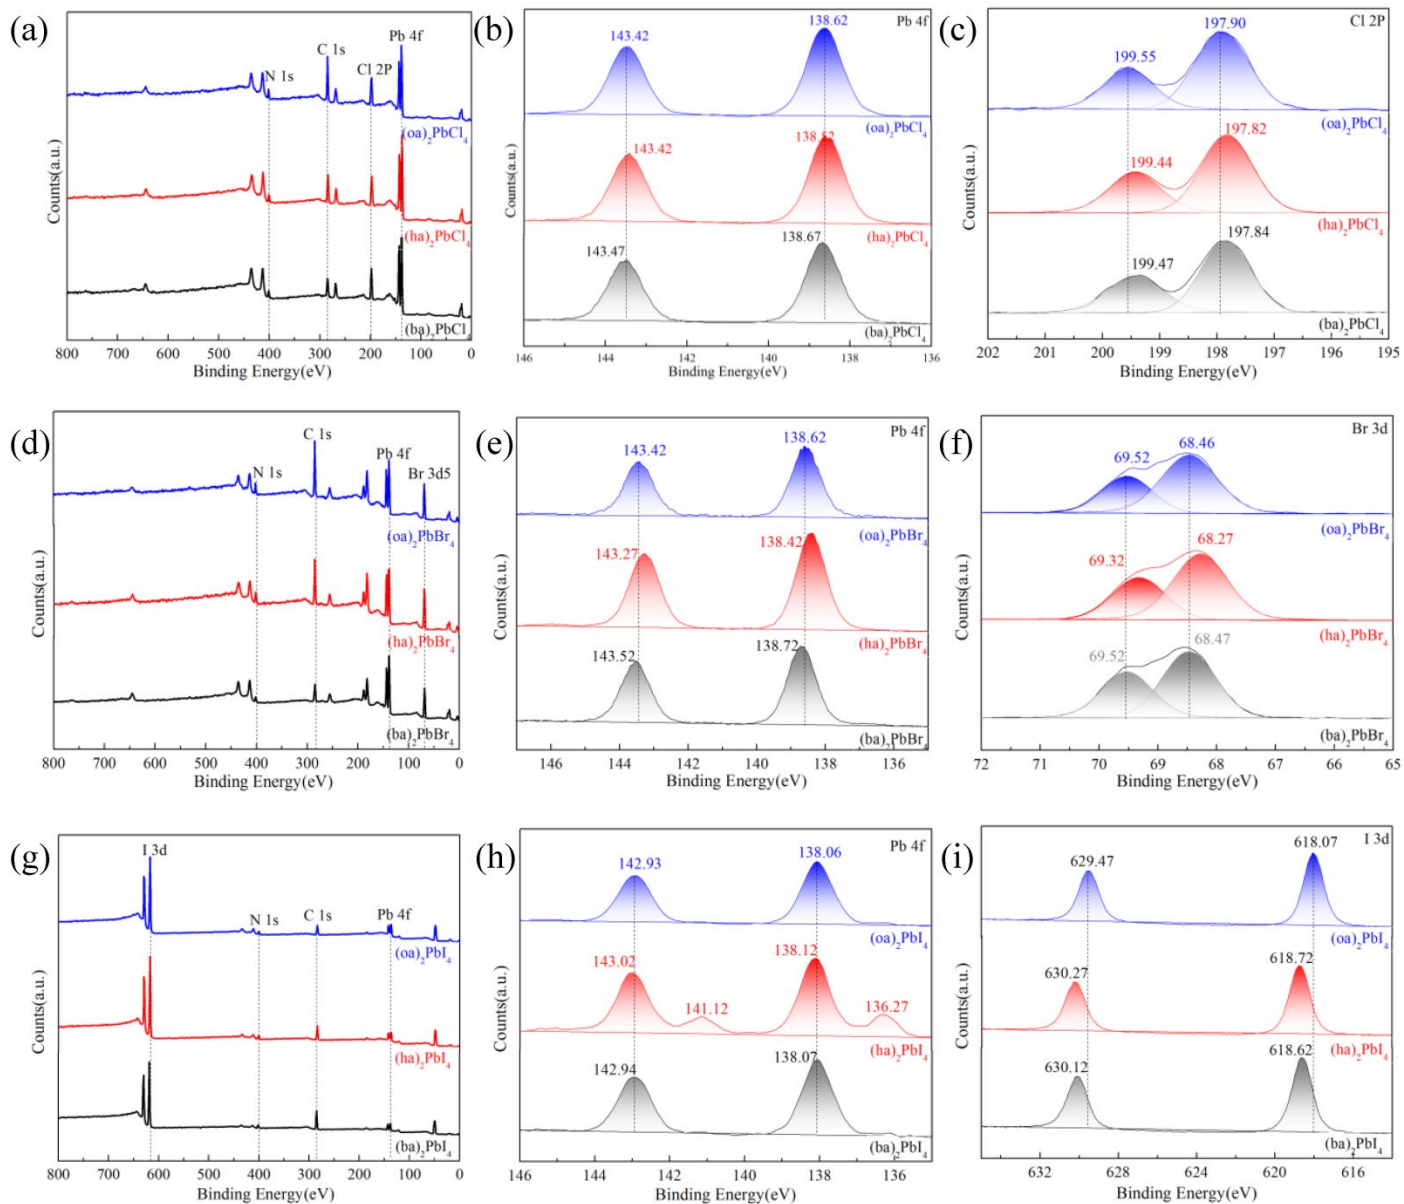 (a)
Pb 4f
C 1s
Cl 2P
N 1s
(oa)₂PbCl₄
(ha)₂PbCl₄
(ba)₂PbCl₄
Counts(a.u.)
800 700 600 500 400 300 200 100 0
Binding Energy(eV)
(b)
Pb 4f
143.42
138.62
(oa)₂PbCl₄
143.42
138.52
(ha)₂PbCl₄
143.47
138.67
(ba)₂PbCl₄
Counts(a.u.)
146 144 142 140 138 136
Binding Energy(eV)
(c)
Cl 2P
199.55
197.90
(oa)₂PbCl₄
199.44
197.82
(ha)₂PbCl₄
199.47
197.84
(ba)₂PbCl₄
Counts(a.u.)
202 201 200 199 198 197 196 195
Binding Energy(eV)
(d)
C 1s
Pb 4f
N 1s
Br 3d5
(oa)₂PbBr₄
(ha)₂PbBr₄
(ba)₂PbBr₄
Counts(a.u.)
800 700 600 500 400 300 200 100 0
Binding Energy(eV)
(e)
Pb 4f
143.42
138.62
(oa)₂PbBr₄
143.27
138.42
(ha)₂PbBr₄
143.52
138.72
(ba)₂PbBr₄
Counts(a.u.)
146 144 142 140 138 136
Binding Energy(eV)
(f)
Br 3d
69.52
68.46
(oa)₂PbBr₄
69.32
68.27
(ha)₂PbBr₄
69.52
68.47
(ba)₂PbBr₄
Counts(a.u.)
72 71 70 69 68 67 66 65
Binding Energy(eV)
(g)
I 3d
N 1s
C 1s
Pb 4f
(oa)₂PbI₄
(ha)₂PbI₄
(ba)₂PbI₄
Counts(a.u.)
800 700 600 500 400 300 200 100 0
Binding Energy(eV)
(h)
Pb 4f
142.93
138.06
(oa)₂PbI₄
143.02
141.12
138.12
136.27
(ha)₂PbI₄
142.94
138.07
(ba)₂PbI₄
Counts(a.u.)
146 144 142 140 138 136
Binding Energy(eV)
(i)
I 3d
629.47
618.07
(oa)₂PbI₄
630.27
618.72
(ha)₂PbI₄
630.12
618.62
(ba)₂PbI₄
Counts(a.u.)
632 628 624 620 616
Binding Energy(eV)